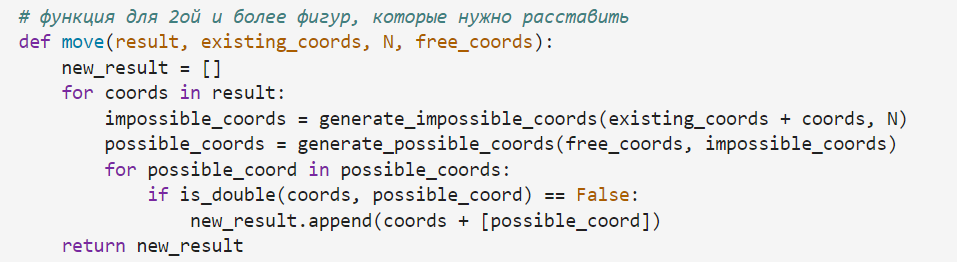 # функция для 2ой и более фигур, которые нужно расставить
def move(result, existing_coords, N, free_coords):
    new_result = []
    for coords in result:
        impossible_coords = generate_impossible_coords(existing_coords + coords, N)
        possible_coords = generate_possible_coords(free_coords, impossible_coords)
        for possible_coord in possible_coords:
            if is_double(coords, possible_coord) == False:
                new_result.append(coords + [possible_coord])
    return new_result